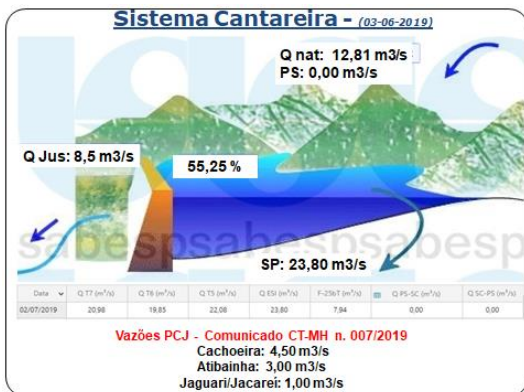 Sistema Cantareira - (03-06-2019)
Q nat: 12,81 m3/s
PS: 0,00 m3/s
Q Jus: 8,5 m3/s
55,25 %
sabespsabespsabesp
SP: 23,80 m3/s
Data Q T7 (m³/s) Q T6 (m³/s) Q T5 (m³/s) Q ESI (m³/s) F-25bT (m³/s) Q PS-SC (m³/s) Q SC-PS (m³/s)
02/07/2019 20,98 19,85 22,08 23,80 7,94 0,00 0,00
Vazões PCJ - Comunicado CT-MH n. 007/2019
Cachoeira: 4,50 m3/s
Atibainha: 3,00 m3/s
Jaguari/Jacareí: 1,00 m3/s